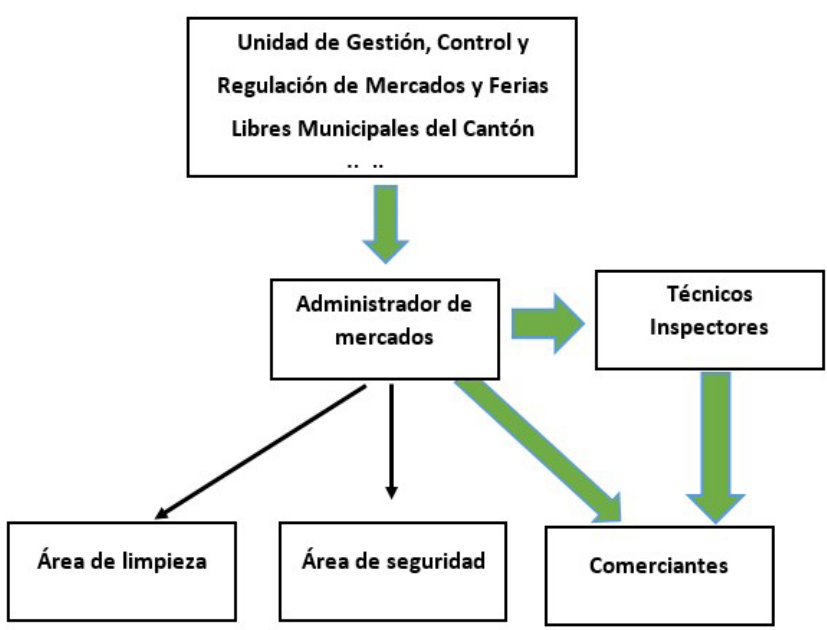 Unidad de Gestión, Control y
Regulación de Mercados y Ferias
Libres Municipales del Cantón
Administrador de
mercados
Técnicos
Inspectores
Área de limpieza
Área de seguridad
Comerciantes